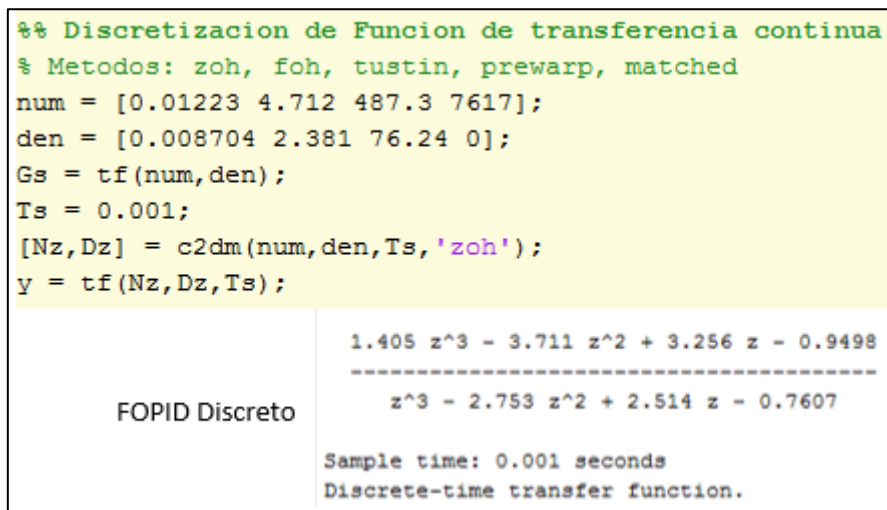 %% Discretizacion de Funcion de transferencia continua
% Metodos: zoh, foh, tustin, prewarp, matched
num = [0.01223 4.712 487.3 7617];
den = [0.008704 2.381 76.24 0];
Gs = tf(num,den);
Ts = 0.001;
[Nz,Dz] = c2dm(num,den,Ts,'zoh');
y = tf(Nz,Dz,Ts);
1.405 z^3 - 3.711 z^2 + 3.256 z - 0.9498
----------------------------------------
z^3 - 2.753 z^2 + 2.514 z - 0.7607
FOPID Discreto
Sample time: 0.001 seconds
Discrete-time transfer function.